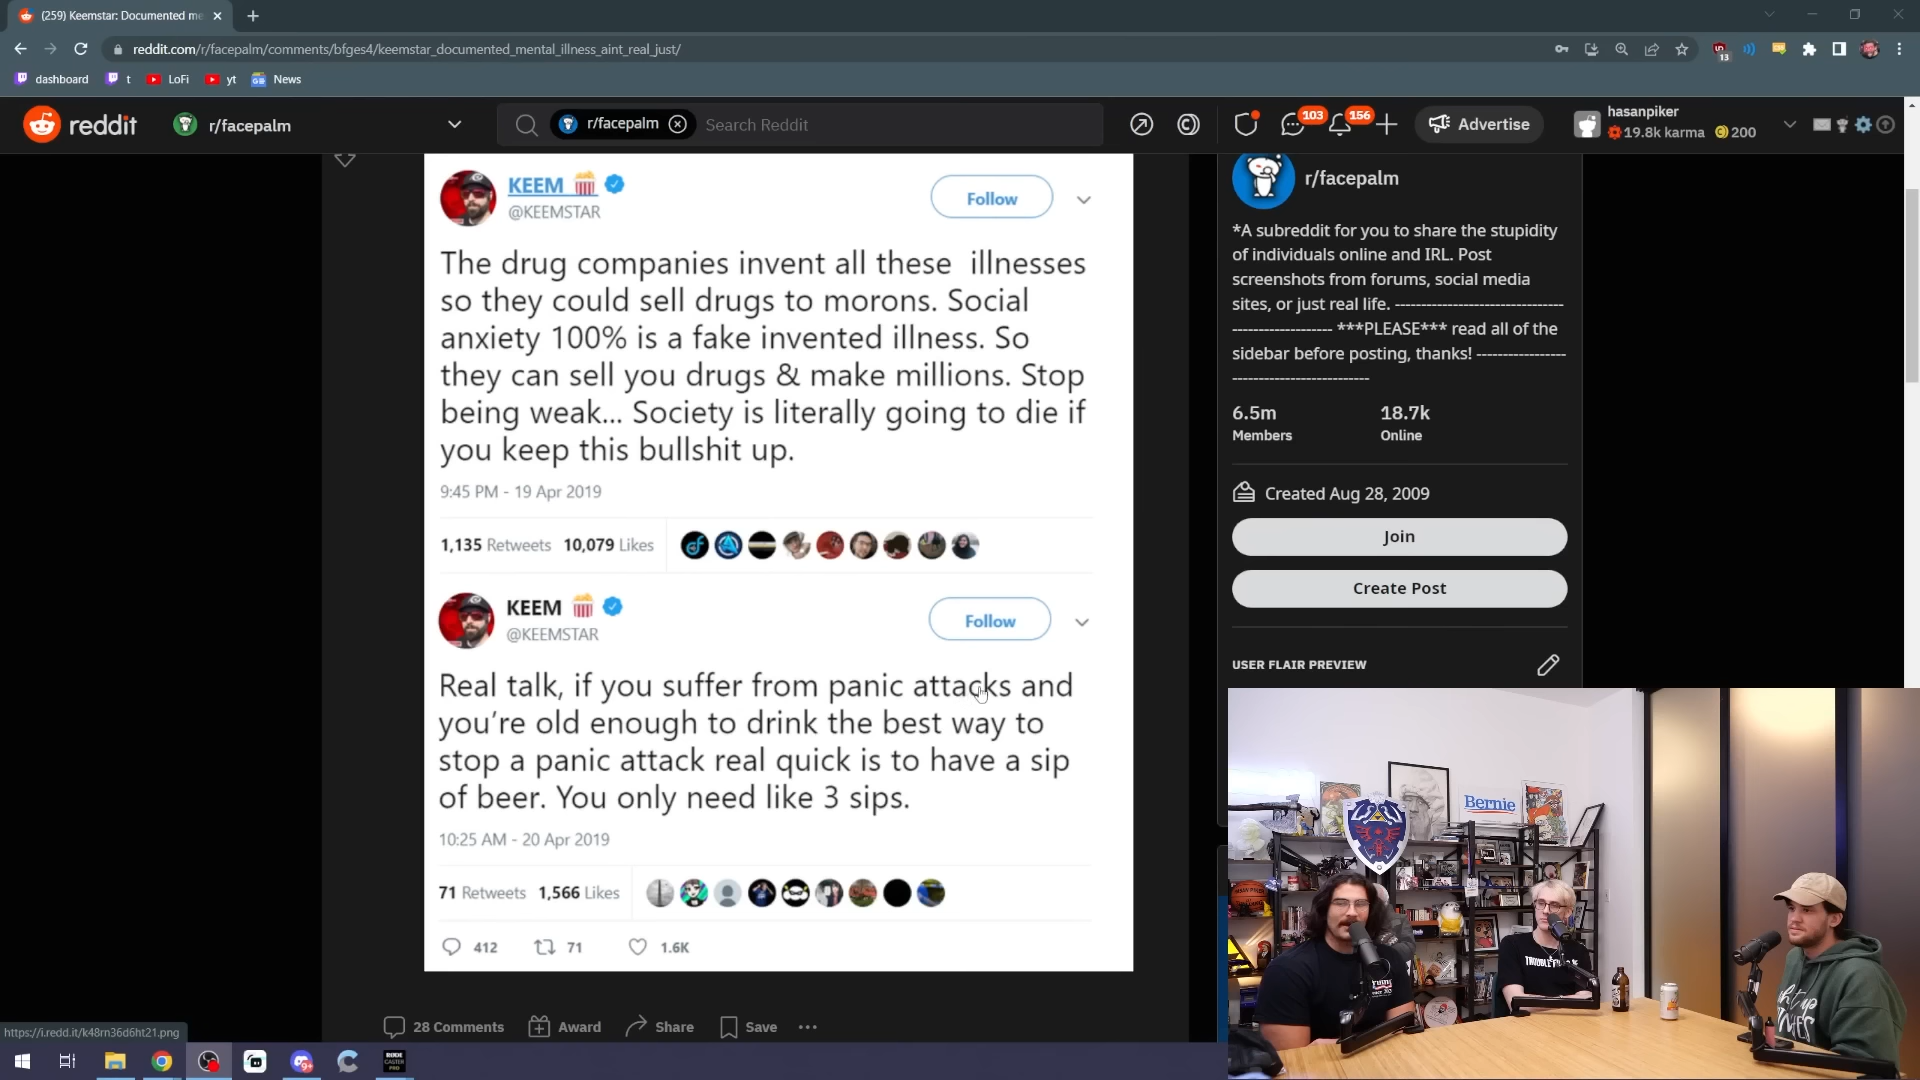 (259) Keemstar: Documented me
reddit.com/r/facepalm/comments/bfges4/keemstar_documented_mental_illness_aint_real_just/
13
dashboard
t
LoFi
yt
News
reddit
r/facepalm
r/facepalm
Search Reddit
103
156
Advertise
hasanpiker
19.8k karma
200
KEEM
@KEEMSTAR
Follow
The drug companies invent all these illnesses
so they could sell drugs to morons. Social
anxiety 100% is a fake invented illness. So
they can sell you drugs & make millions. Stop
being weak... Society is literally going to die if
you keep this bullshit up.
9:45 PM - 19 Apr 2019
1,135 Retweets 10,079 Likes
KEEM
@KEEMSTAR
Follow
Real talk, if you suffer from panic attacks and
you're old enough to drink the best way to
stop a panic attack real quick is to have a sip
of beer. You only need like 3 sips.
10:25 AM - 20 Apr 2019
71 Retweets 1,566 Likes
412
71
1.6K
28 Comments
Award
Share
Save
r/facepalm
*A subreddit for you to share the stupidity
of individuals online and IRL. Post
screenshots from forums, social media
sites, or just real life. ----------------------------------
------------------- ***PLEASE*** read all of the
sidebar before posting, thanks! ------------------
----------------------------
6.5m
Members
18.7k
Online
Created Aug 28, 2009
Join
Create Post
USER FLAIR PREVIEW
Bernie
https://i.redd.it/k48rn36d6ht21.png
9+
RODE
CASTER
PRO